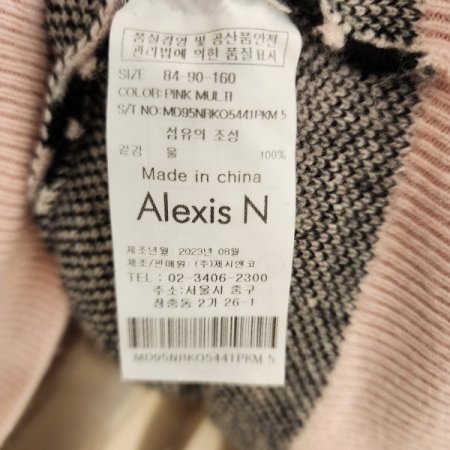 품질경영 및 공산품안전
관리법에 의한 품질표시
SIZE 84-90-160
COLOR:PINK MULTI
S/T NO:MD95NRKO5441PKM 5
섬유의 조성
겉감 울 100%
Made in china
Alexis N
제조년월 : 2023년 08월
제조/판매원 : (주)제시앤코
TEL : 02-3406-2300
주소:서울시 중구
장충동 2가 26-1
MD95NRKO5441PKM 5